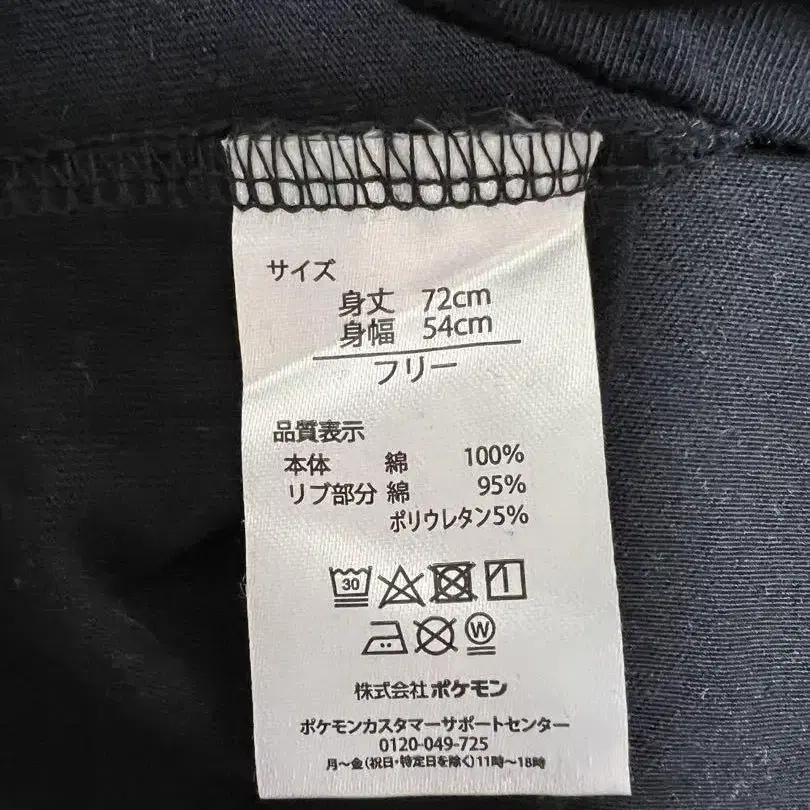 サイズ
身丈 72cm
身幅 54cm
フリー
品質表示
本体 綿 100%
リブ部分 綿 95%
ポリウレタン5%
30
W
株式会社ポケモン
ポケモンカスタマーサポートセンター
0120-049-725
月〜金(祝日・特定日を除く)11時〜18時